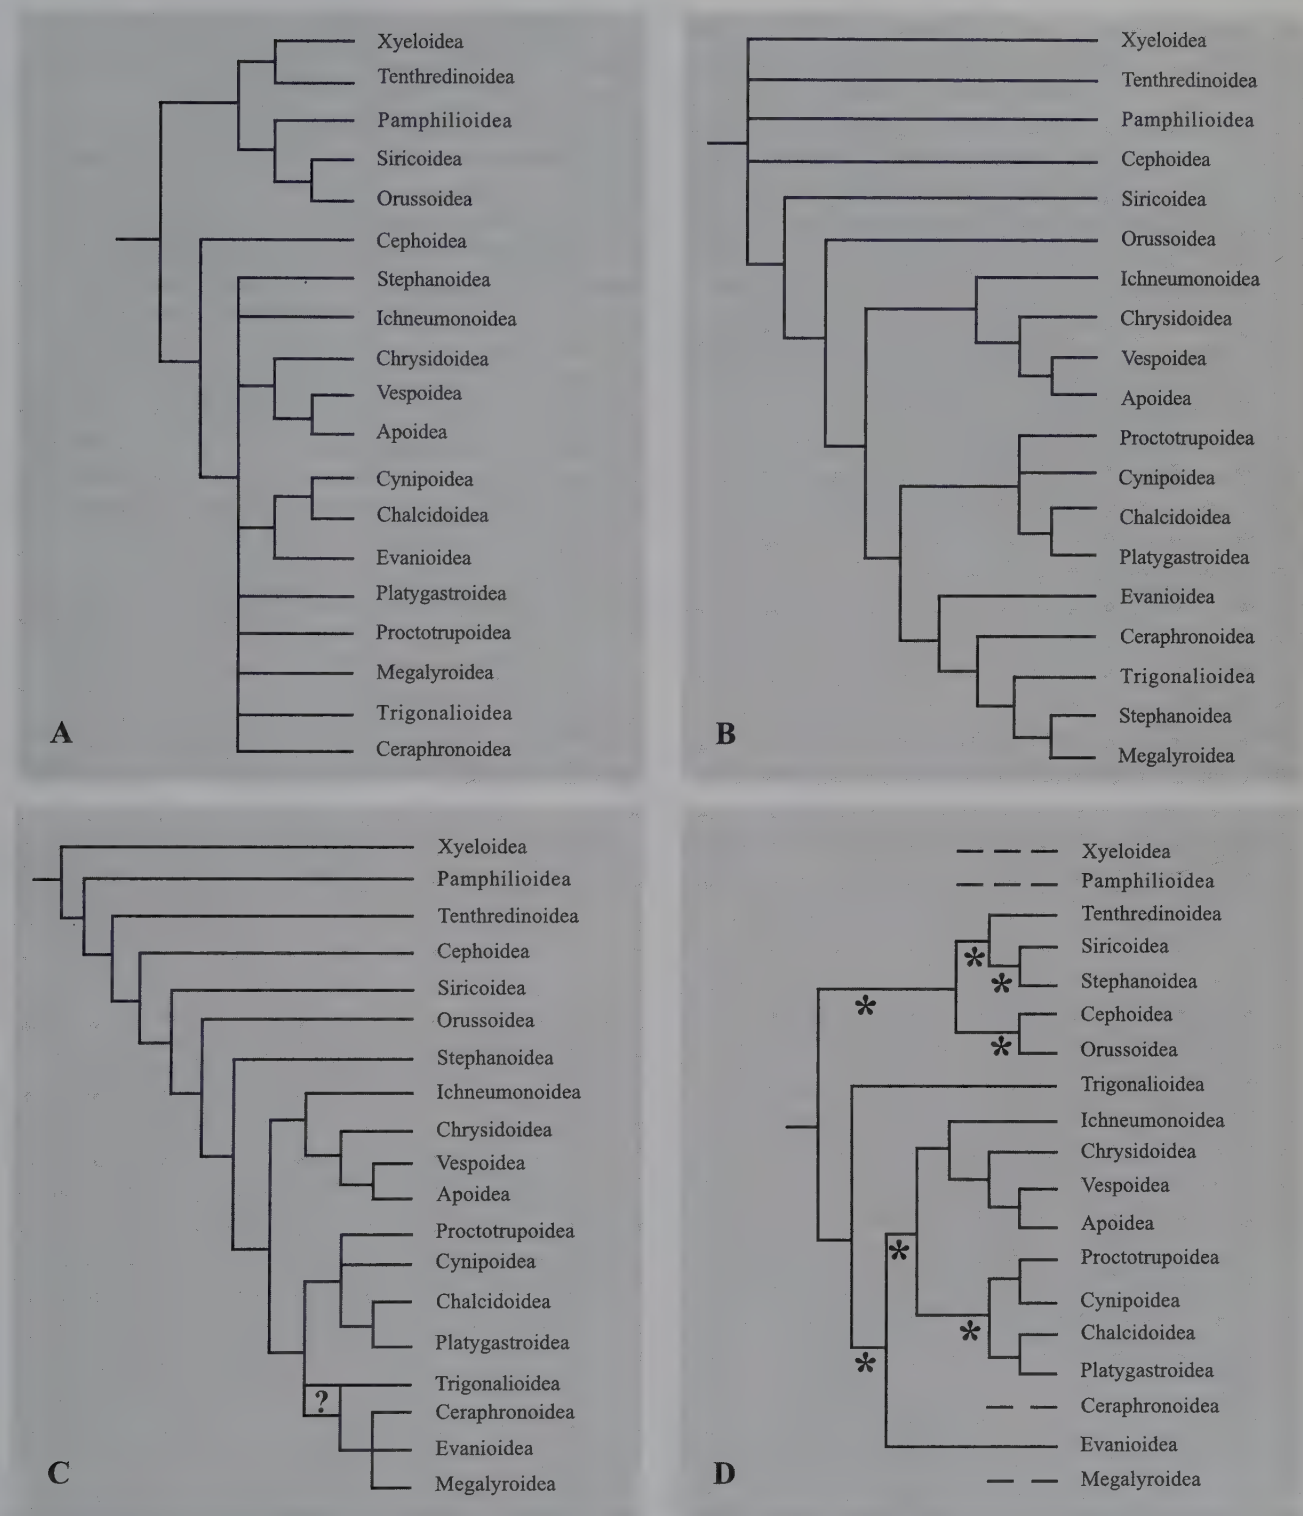 Xyeloidea
Tenthredinoidea
Pamphilioidea
Siricoidea
Orussoidea
Cephoidea
Stephanoidea
Ichneumonoidea
Chrysidoidea
Vespoidea
Apoidea
Cynipoidea
Chalcidoidea
Evanioidea
Platygastroidea
Proctotrupoidea
Megalyroidea
Trigonalioidea
Ceraphronoidea
A
Xyeloidea
Tenthredinoidea
Pamphilioidea
Cephoidea
Siricoidea
Orussoidea
Ichneumonoidea
Chrysidoidea
Vespoidea
Apoidea
Proctotrupoidea
Cynipoidea
Chalcidoidea
Platygastroidea
Evanioidea
Ceraphronoidea
Trigonalioidea
Stephanoidea
Megalyroidea
B
Xyeloidea
Pamphilioidea
Tenthredinoidea
Cephoidea
Siricoidea
Orussoidea
Stephanoidea
Ichneumonoidea
Chrysidoidea
Vespoidea
Apoidea
Proctotrupoidea
Cynipoidea
Chalcidoidea
Platygastroidea
Trigonalioidea
?
Ceraphronoidea
Evanioidea
Megalyroidea
C
Xyeloidea
Pamphilioidea
Tenthredinoidea
*
Siricoidea
*
Stephanoidea
*
Cephoidea
*
Orussoidea
Trigonalioidea
Ichneumonoidea
Chrysidoidea
Vespoidea
Apoidea
*
Proctotrupoidea
Cynipoidea
*
Chalcidoidea
*
Platygastroidea
Ceraphronoidea
Evanioidea
Megalyroidea
D